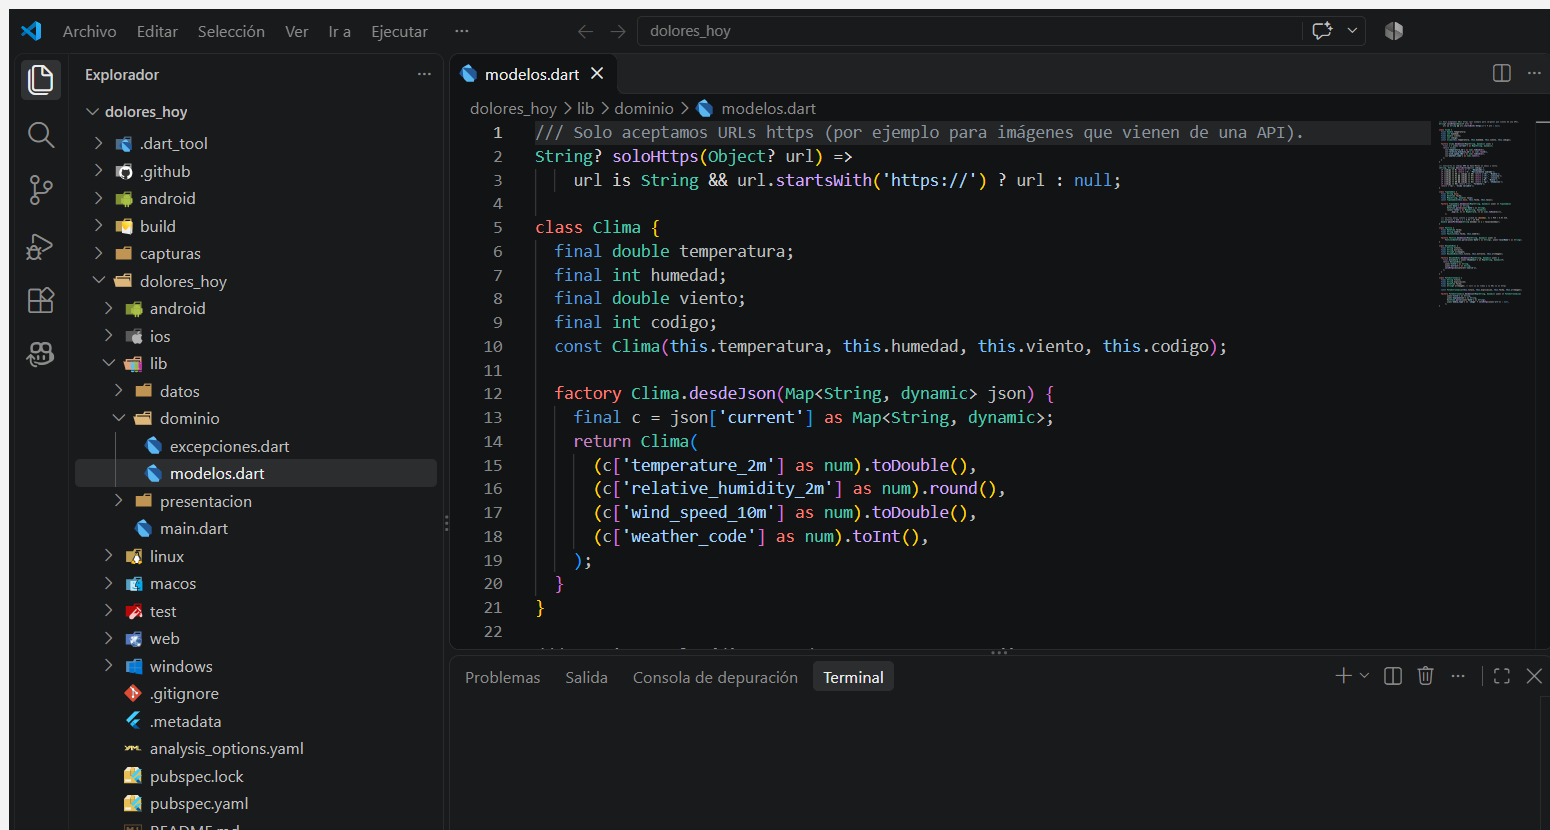 Archivo Editar Selección Ver Ir a Ejecutar ···
dolores_hoy
Explorador ···
dolores_hoy
.dart_tool
.github
android
build
capturas
dolores_hoy
android
ios
lib
datos
dominio
excepciones.dart
modelos.dart
presentacion
main.dart
linux
macos
test
web
windows
.gitignore
.metadata
analysis_options.yaml
pubspec.lock
pubspec.yaml
README.md
modelos.dart
dolores_hoy > lib > dominio > modelos.dart
1 /// Solo aceptamos URLs https (por ejemplo para imágenes que vienen de una API).
2 String? soloHttps(Object? url) =>
3 url is String && url.startsWith('https://') ? url : null;
4
5 class Clima {
6 final double temperatura;
7 final int humedad;
8 final double viento;
9 final int codigo;
10 const Clima(this.temperatura, this.humedad, this.viento, this.codigo);
11
12 factory Clima.desdeJson(Map<String, dynamic> json) {
13 final c = json['current'] as Map<String, dynamic>;
14 return Clima(
15 (c['temperature_2m'] as num).toDouble(),
16 (c['relative_humidity_2m'] as num).round(),
17 (c['wind_speed_10m'] as num).toDouble(),
18 (c['weather_code'] as num).toInt(),
19 );
20 }
21 }
22
Problemas Salida Consola de depuración Terminal